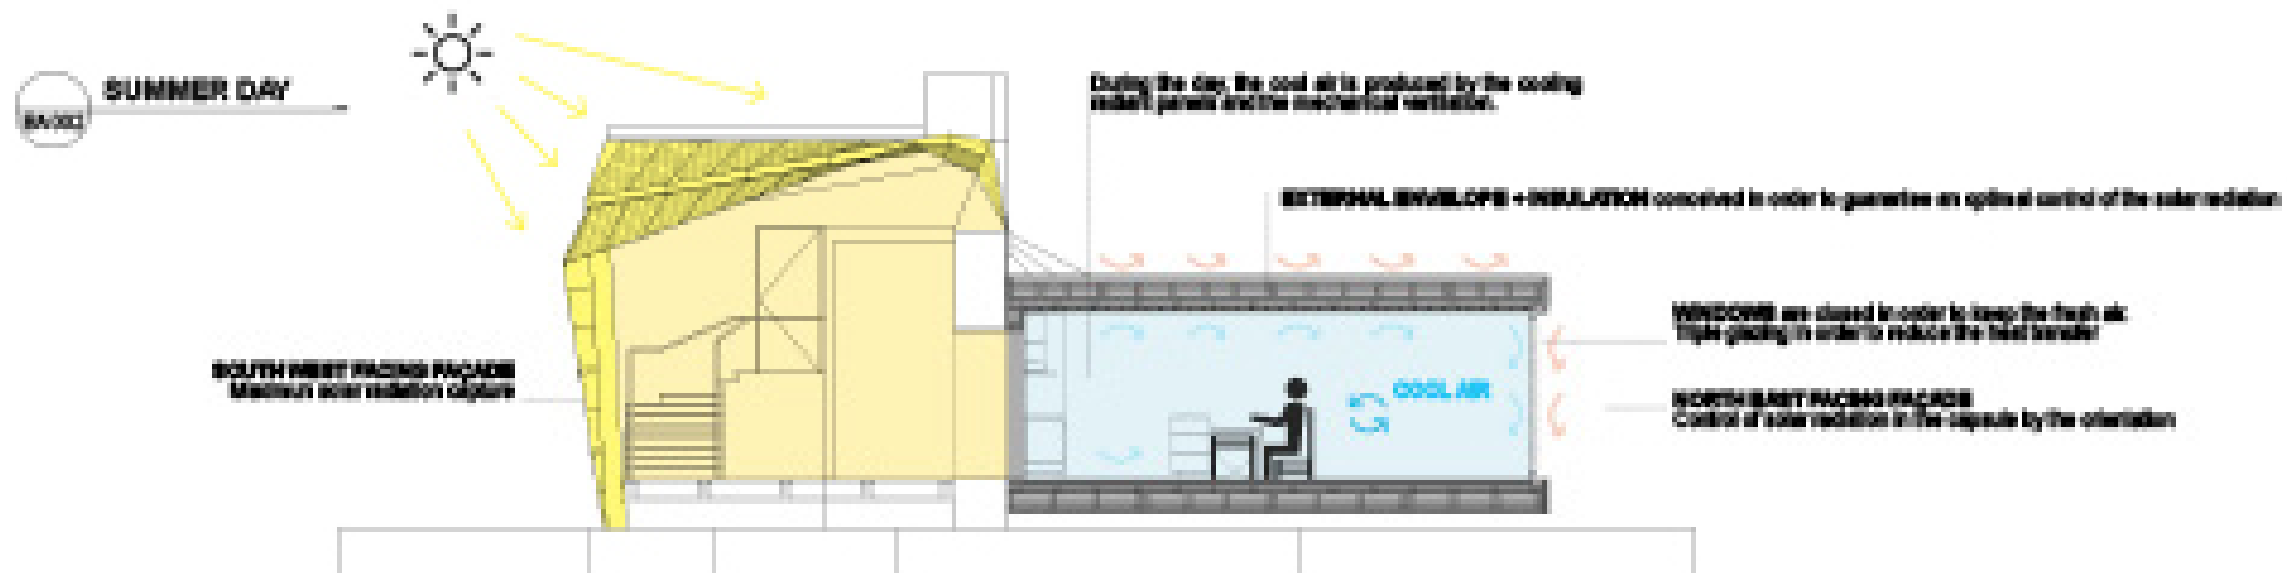 SUMMER DAY
During the day, the cool air is produced by the cooling
radiant panels and the mechanical ventilation.
EXTERNAL ENVELOPE + INSULATION conceived in order to guarantee an optimal control of the solar radiation
WINDOWS are closed in order to keep the fresh air.
Triple glazing in order to reduce the heat transfer
SOUTH WEST FACING FACADE
Maximun solar radiation capture
COOL AIR
NORTH EAST FACING FACADE
Control of solar radiation in the capsule by the orientation